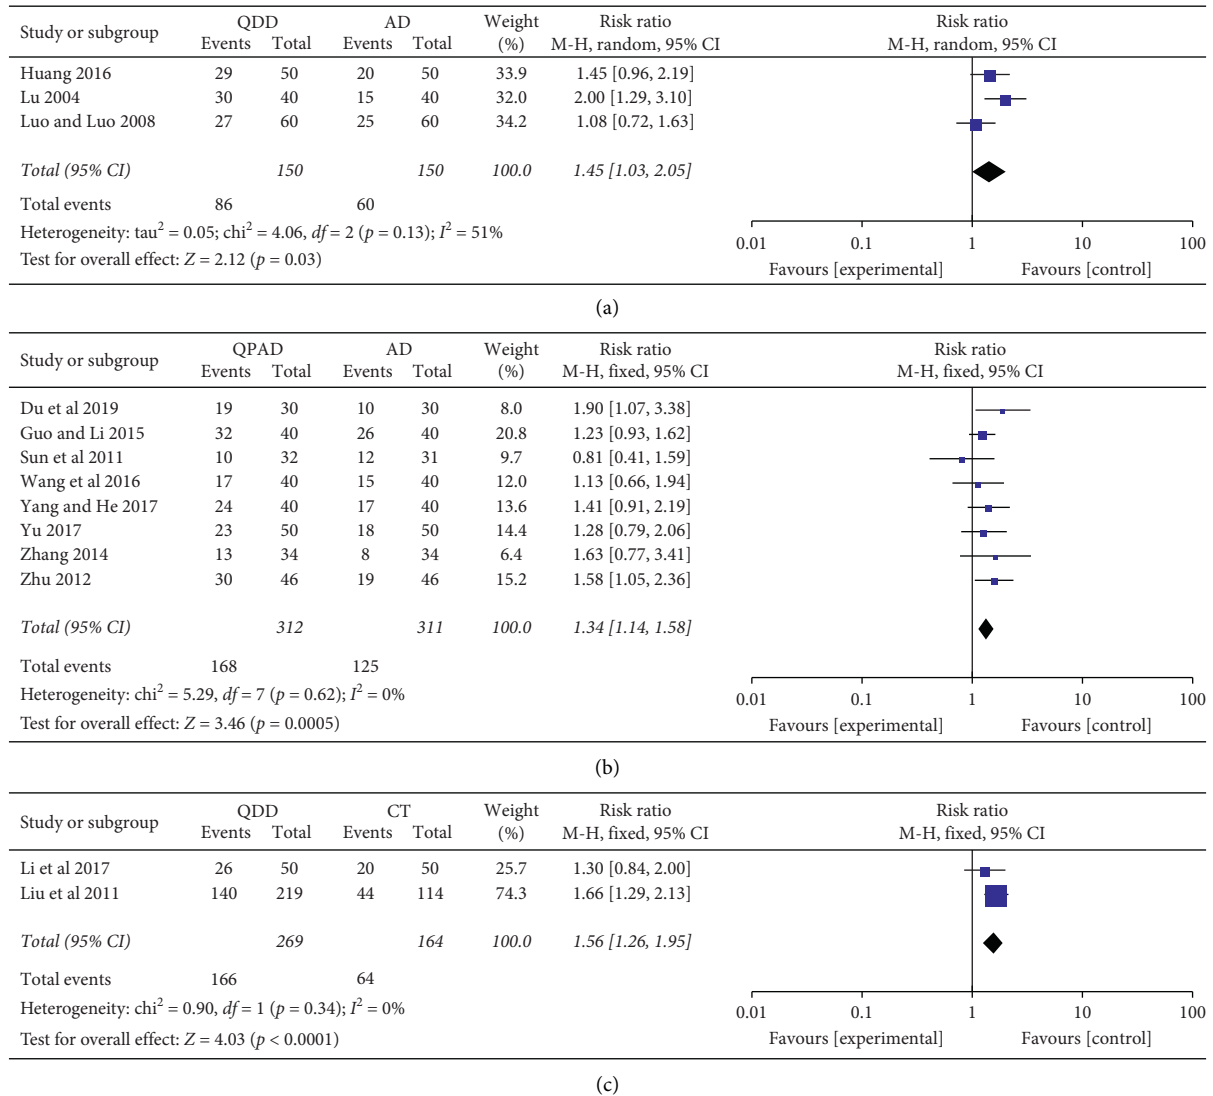 Study or subgroup QDD AD Weight Risk ratio Risk ratio
Events Total Events Total (%) M-H, random, 95% CI M-H, random, 95% CI
Huang 2016 29 50 20 50 33.9 1.45 [0.96, 2.19]
Lu 2004 30 40 15 40 32.0 2.00 [1.29, 3.10]
Luo and Luo 2008 27 60 25 60 34.2 1.08 [0.72, 1.63]
Total (95% CI) 150 150 100.0 1.45 [1.03, 2.05]
Total events 86 60
Heterogeneity: tau² = 0.05; chi² = 4.06, df = 2 (p = 0.13); I² = 51%
Test for overall effect: Z = 2.12 (p = 0.03)
0.01 0.1 1 10 100
Favours [experimental] Favours [control]
(a)
Study or subgroup QPAD AD Weight Risk ratio Risk ratio
Events Total Events Total (%) M-H, fixed, 95% CI M-H, fixed, 95% CI
Du et al 2019 19 30 10 30 8.0 1.90 [1.07, 3.38]
Guo and Li 2015 32 40 26 40 20.8 1.23 [0.93, 1.62]
Sun et al 2011 10 32 12 31 9.7 0.81 [0.41, 1.59]
Wang et al 2016 17 40 15 40 12.0 1.13 [0.66, 1.94]
Yang and He 2017 24 40 17 40 13.6 1.41 [0.91, 2.19]
Yu 2017 23 50 18 50 14.4 1.28 [0.79, 2.06]
Zhang 2014 13 34 8 34 6.4 1.63 [0.77, 3.41]
Zhu 2012 30 46 19 46 15.2 1.58 [1.05, 2.36]
Total (95% CI) 312 311 100.0 1.34 [1.14, 1.58]
Total events 168 125
Heterogeneity: chi² = 5.29, df = 7 (p = 0.62); I² = 0%
Test for overall effect: Z = 3.46 (p = 0.0005)
0.01 0.1 1 10 100
Favours [experimental] Favours [control]
(b)
Study or subgroup QDD CT Weight Risk ratio Risk ratio
Events Total Events Total (%) M-H, fixed, 95% CI M-H, fixed, 95% CI
Li et al 2017 26 50 20 50 25.7 1.30 [0.84, 2.00]
Liu et al 2011 140 219 44 114 74.3 1.66 [1.29, 2.13]
Total (95% CI) 269 164 100.0 1.56 [1.26, 1.95]
Total events 166 64
Heterogeneity: chi² = 0.90, df = 1 (p = 0.34); I² = 0%
Test for overall effect: Z = 4.03 (p < 0.0001)
0.01 0.1 1 10 100
Favours [experimental] Favours [control]
(c)